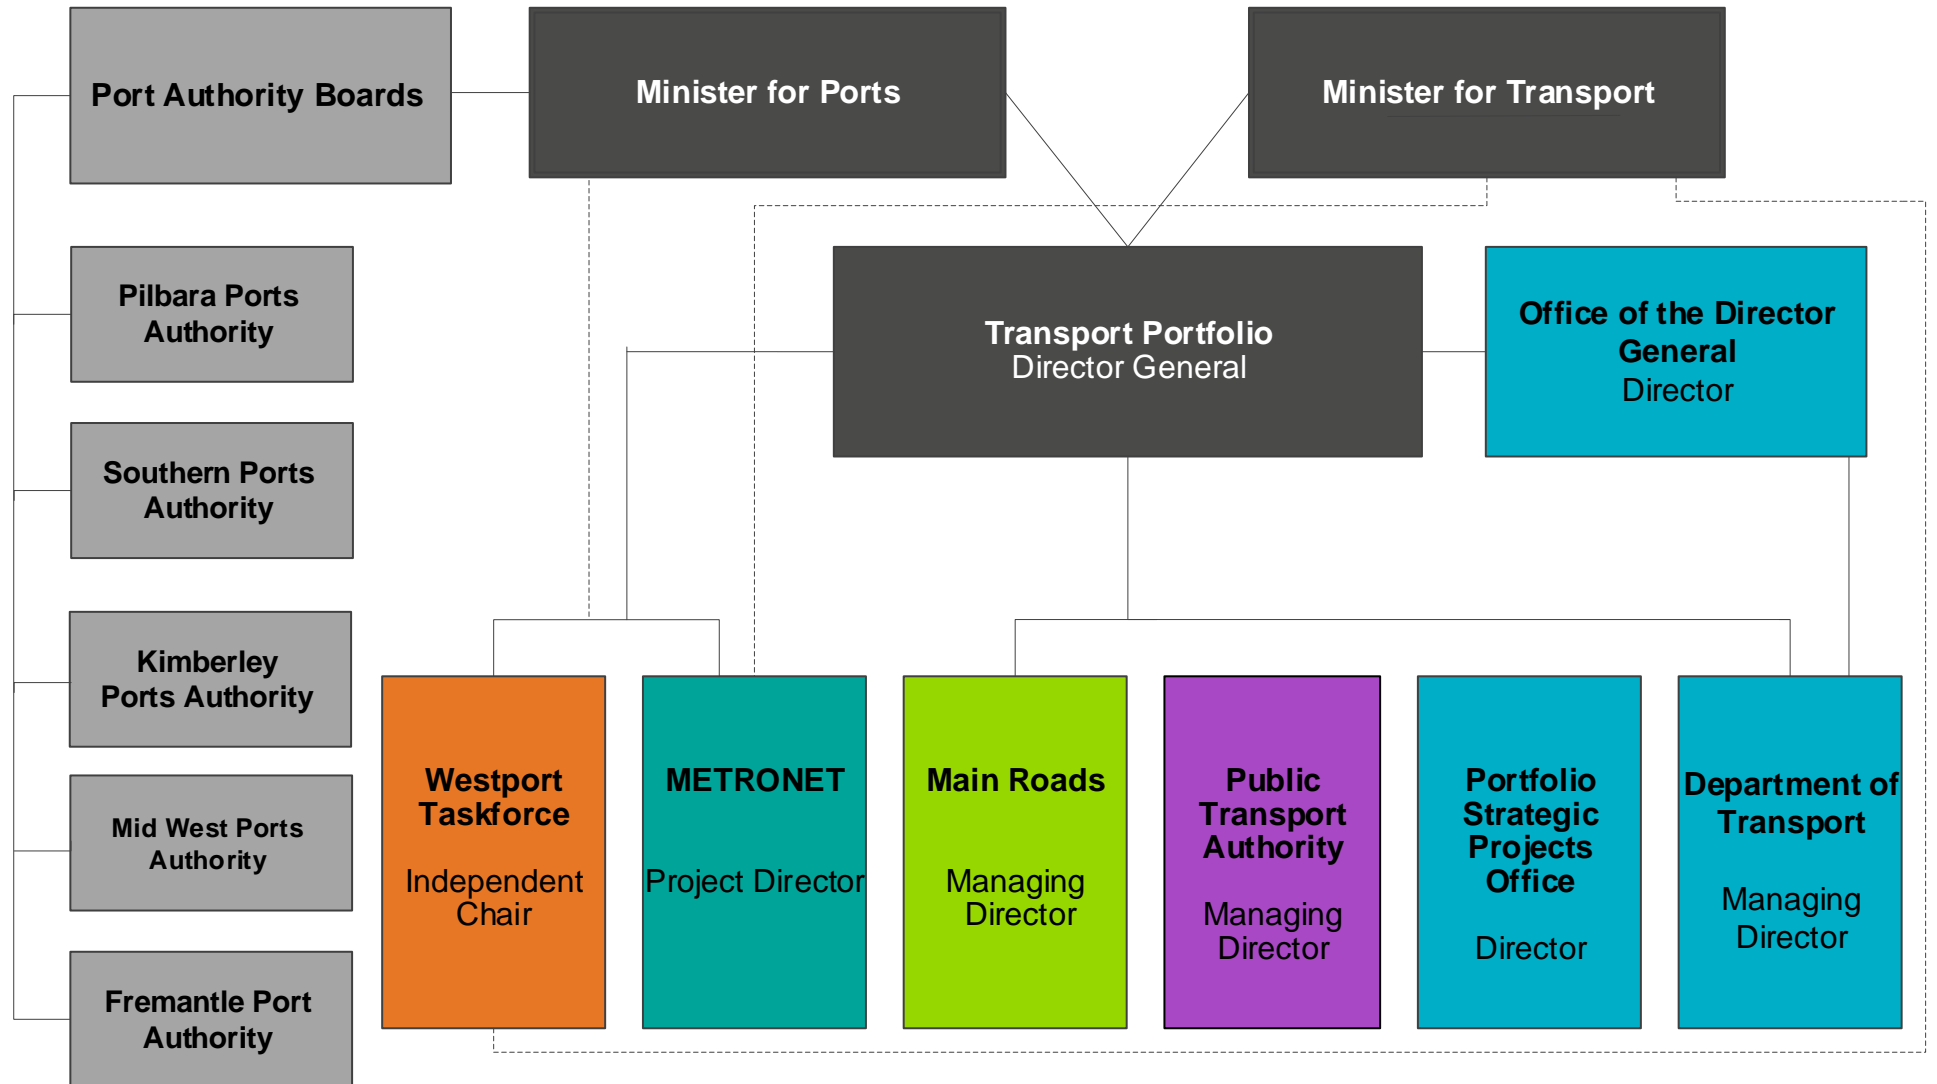 Port Authority Boards
Minister for Ports
Minister for Transport
Pilbara Ports
Authority
Southern Ports
Authority
Kimberley
Ports Authority
Mid West Ports
Authority
Fremantle Port
Authority
Transport Portfolio
Director General
Office of the Director
General
Director
Westport
Taskforce
Independent
Chair
METRONET
Project Director
Main Roads
Managing
Director
Public
Transport
Authority
Managing
Director
Portfolio
Strategic
Projects
Office
Director
Department of
Transport
Managing
Director